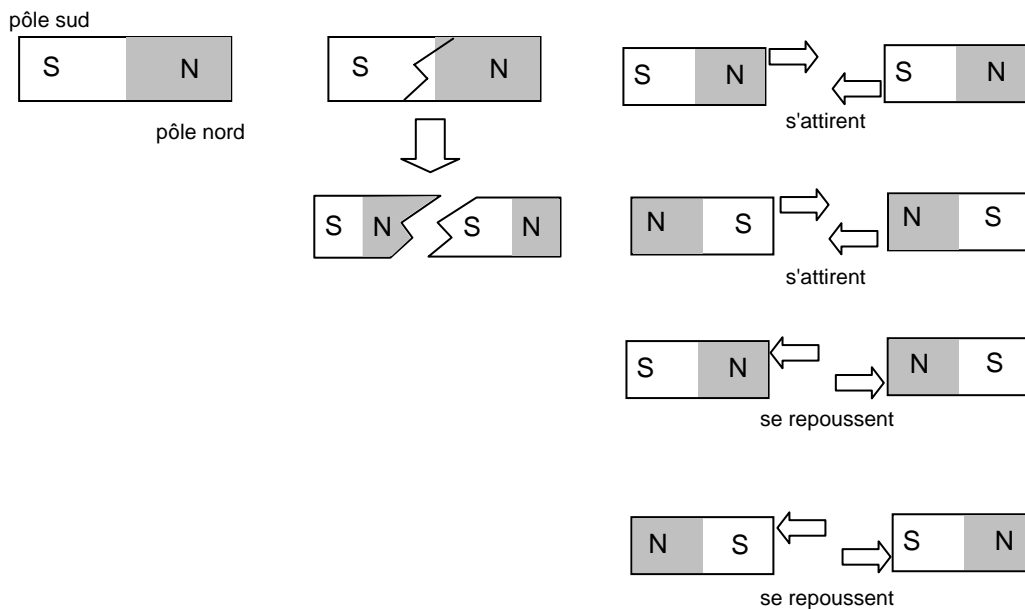 pôle sud
S N
pôle nord
S N
S N S N
S N S N
s'attirent
N S N S
s'attirent
S N N S
se repoussent
N S S N
se repoussent